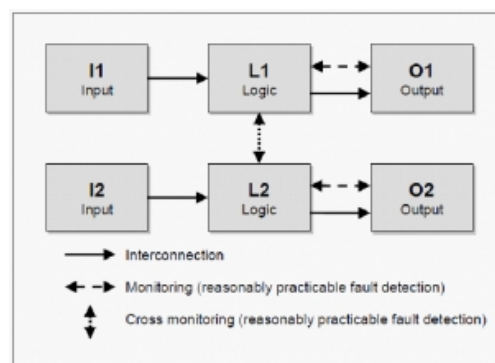 I1
Input
L1
Logic
O1
Output
I2
Input
L2
Logic
O2
Output
Interconnection
Monitoring (reasonably practicable fault detection)
Cross monitoring (reasonably practicable fault detection)